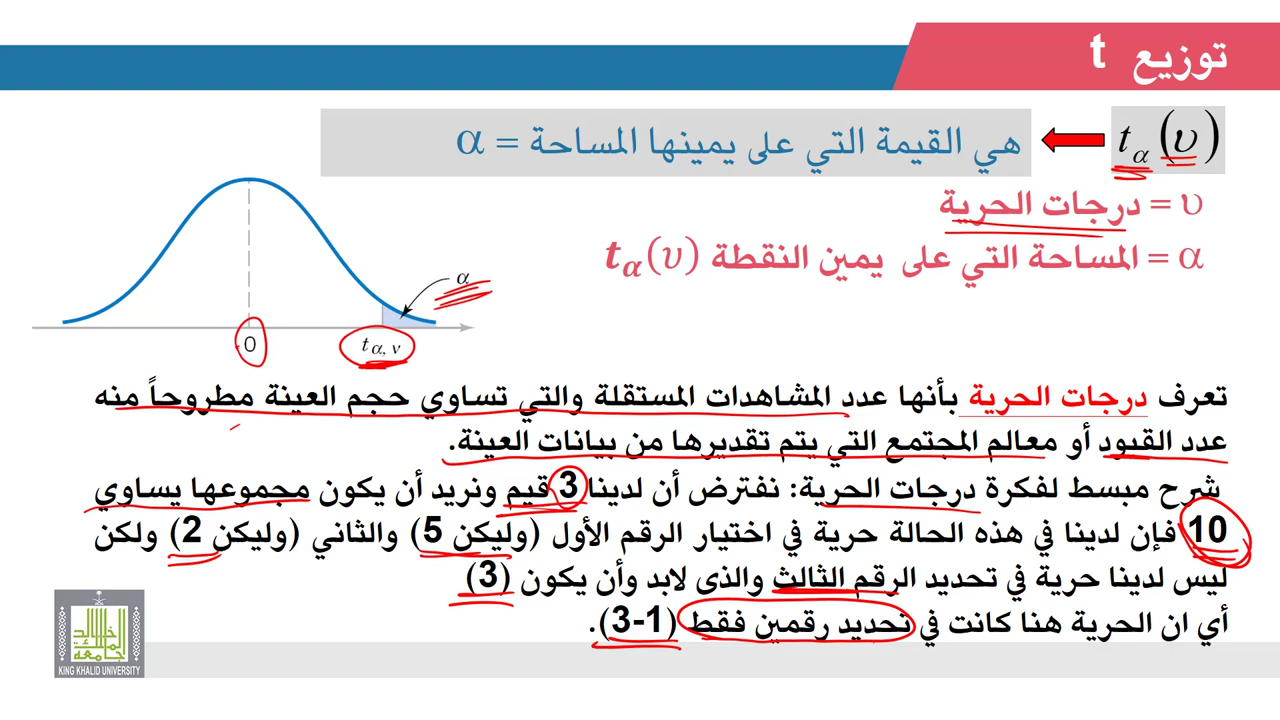 توزيع t
t α (υ) هي القيمة التي على يمينها المساحة = α
υ = درجات الحرية
α = المساحة التي على يمين النقطة tα(υ)
α
0
t α, ν
تعرف درجات الحرية بأنها عدد المشاهدات المستقلة والتي تساوي حجم العينة مطروحاً منه
عدد القيود أو معالم المجتمع التي يتم تقديرها من بيانات العينة.
شرح مبسط لفكرة درجات الحرية: نفترض أن لدينا 3 قيم ونريد أن يكون مجموعها يساوي
10 فإن لدينا في هذه الحالة حرية في اختيار الرقم الأول (وليكن 5) والثاني (وليكن 2) ولكن
ليس لدينا حرية في تحديد الرقم الثالث والذى لابد وأن يكون (3)
أي ان الحرية هنا كانت في تحديد رقمين فقط (3-1).
KING KHALID UNIVERSITY